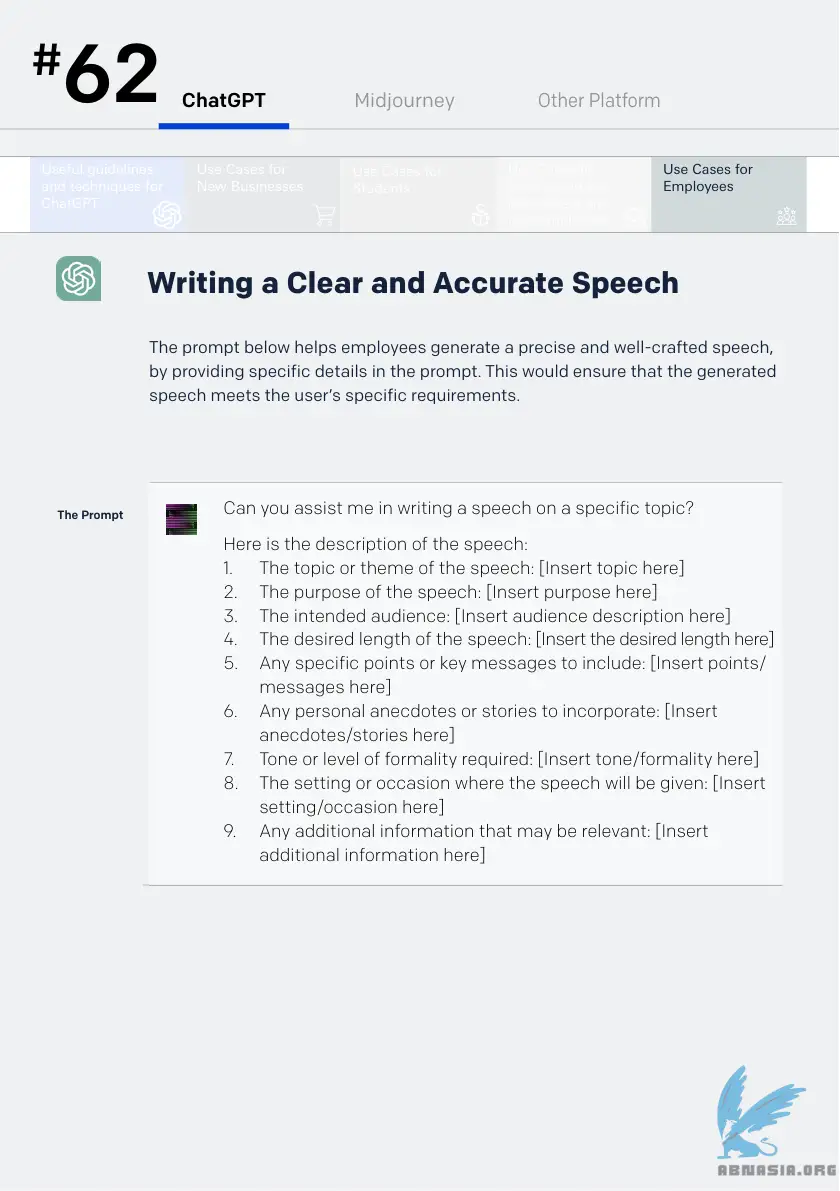 #62
ChatGPT
Midjourney
Other Platform
Useful guidelines
and techniques for
ChatGPT
Use Cases for
New Businesses
Use Cases for
Students
Use Cases for
Employees
Writing a Clear and Accurate Speech
The prompt below helps employees generate a precise and well-crafted speech,
by providing specific details in the prompt. This would ensure that the generated
speech meets the user’s specific requirements.
The Prompt
Can you assist me in writing a speech on a specific topic?
Here is the description of the speech:
1. The topic or theme of the speech: [Insert topic here]
2. The purpose of the speech: [Insert purpose here]
3. The intended audience: [Insert audience description here]
4. The desired length of the speech: [Insert the desired length here]
5. Any specific points or key messages to include: [Insert points/
messages here]
6. Any personal anecdotes or stories to incorporate: [Insert
anecdotes/stories here]
7. Tone or level of formality required: [Insert tone/formality here]
8. The setting or occasion where the speech will be given: [Insert
setting/occasion here]
9. Any additional information that may be relevant: [Insert
additional information here]
ABNASIA.ORG